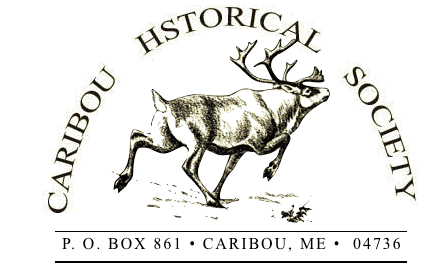 CARIBOU HSTORICAL SOCIETY
P. O. BOX 861 • CARIBOU, ME • 04736